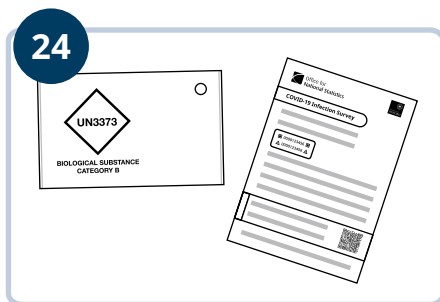 24
UN3373
BIOLOGICAL SUBSTANCE
CATEGORY B
Office for
National Statistics
COVID-19 Infection Survey